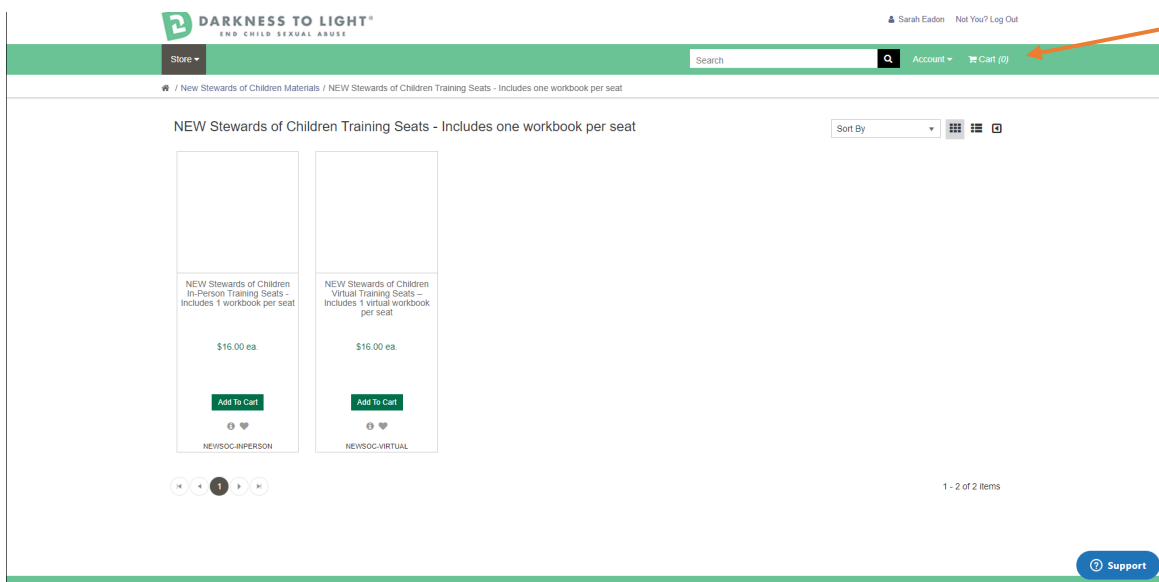 DARKNESS TO LIGHT®
END CHILD SEXUAL ABUSE
Sarah Eadon Not You? Log Out
Store
Search
Account
Cart (0)
/ New Stewards of Children Materials / NEW Stewards of Children Training Seats - Includes one workbook per seat
NEW Stewards of Children Training Seats - Includes one workbook per seat
Sort By
NEW Stewards of Children
In-Person Training Seats -
Includes 1 workbook per seat
$16.00 ea.
Add To Cart
NEWSOC-INPERSON
NEW Stewards of Children
Virtual Training Seats –
Includes 1 virtual workbook
per seat
$16.00 ea.
Add To Cart
NEWSOC-VIRTUAL
1
1 - 2 of 2 items
Support